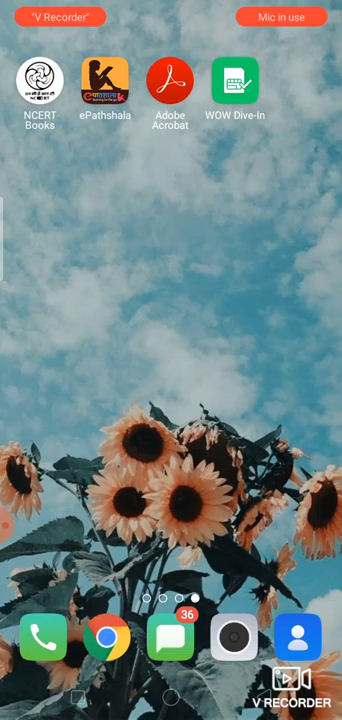 "V Recorder"
Mic in use
NCERT Books
ePathshala
Adobe Acrobat
WOW Dive-In
36
V RECORDER